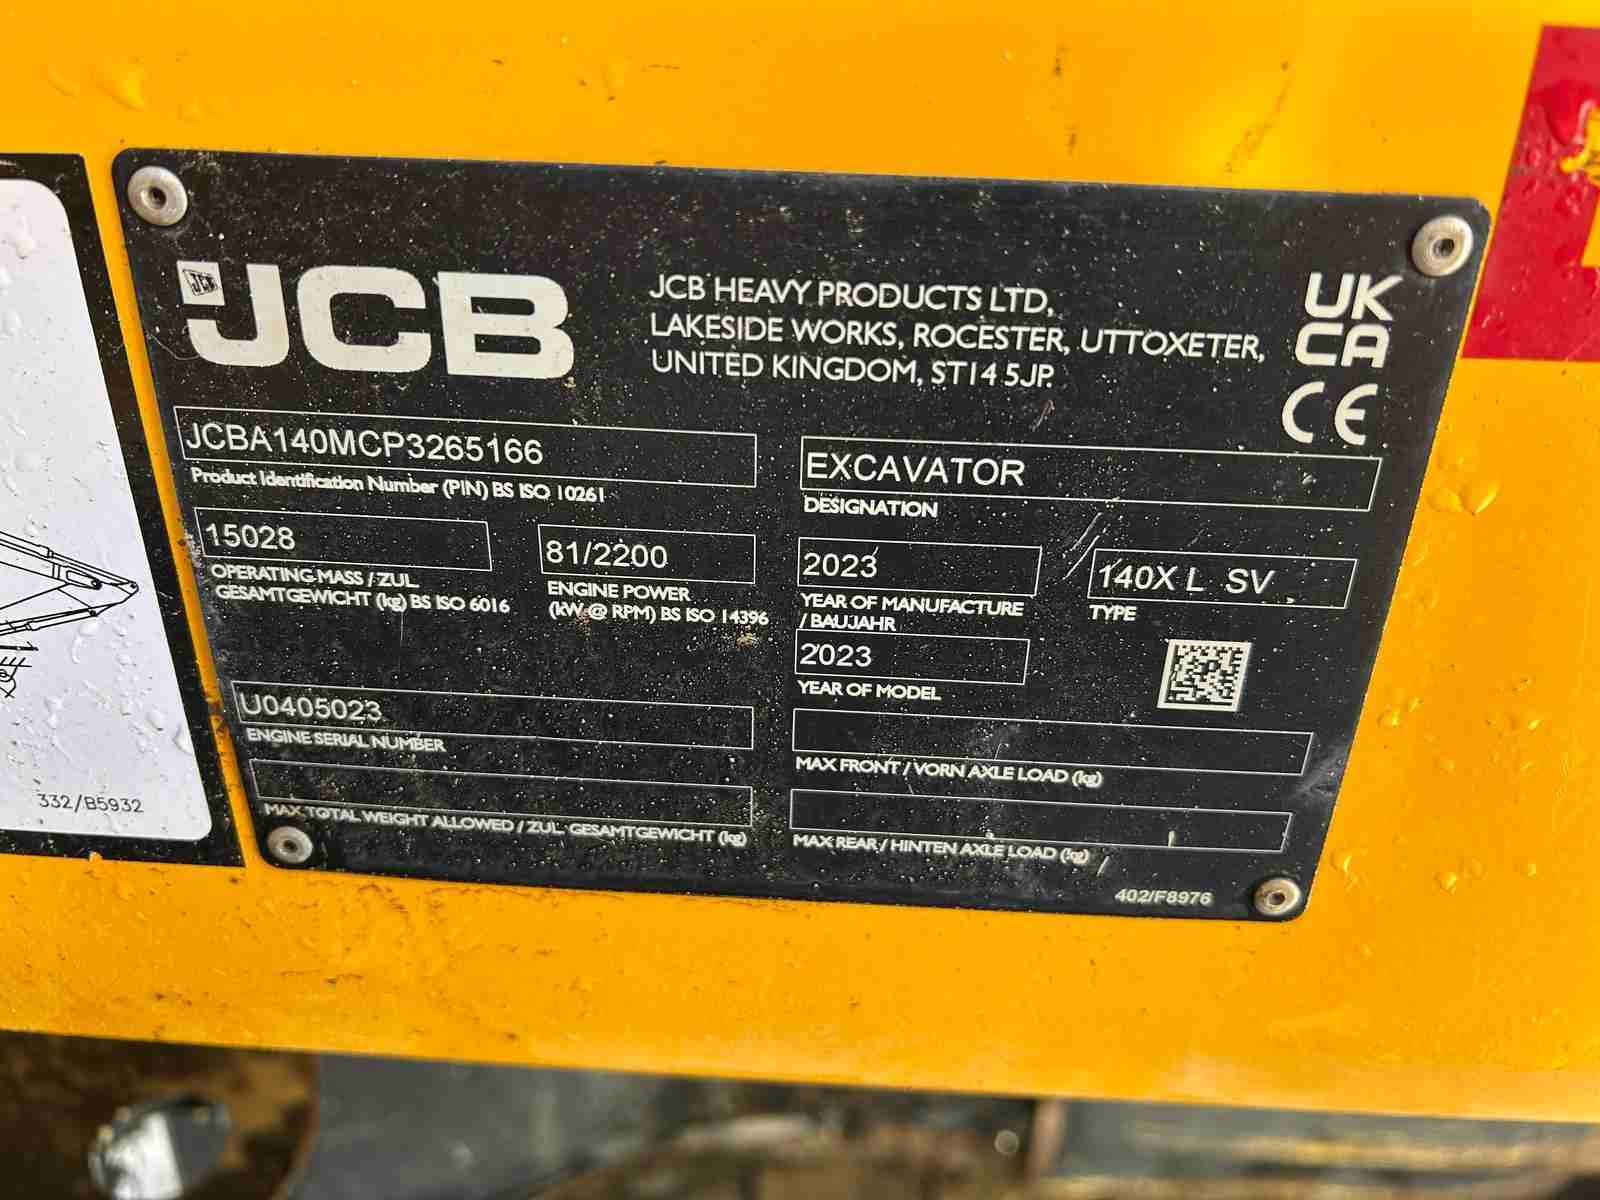 JCB
JCB HEAVY PRODUCTS LTD,
LAKESIDE WORKS, ROCESTER, UTTOXETER,
UNITED KINGDOM, ST14 5JP.
UK
CA
CE
JCBA140MCP3265166
Product Identification Number (PIN) BS ISO 10261
EXCAVATOR
DESIGNATION
15028
OPERATING MASS / ZUL
GESAMTGEWICHT (kg) BS ISO 6016
81/2200
ENGINE POWER
(kW @ RPM) BS ISO 14396
2023
YEAR OF MANUFACTURE
/ BAUJAHR
140X L SV
TYPE
2023
YEAR OF MODEL
U0405023
ENGINE SERIAL NUMBER
MAX FRONT / VORN AXLE LOAD (kg)
MAX TOTAL WEIGHT ALLOWED / ZUL GESAMTGEWICHT (kg)
MAX REAR / HINTEN AXLE LOAD (kg)
402/F8976
332/B5932